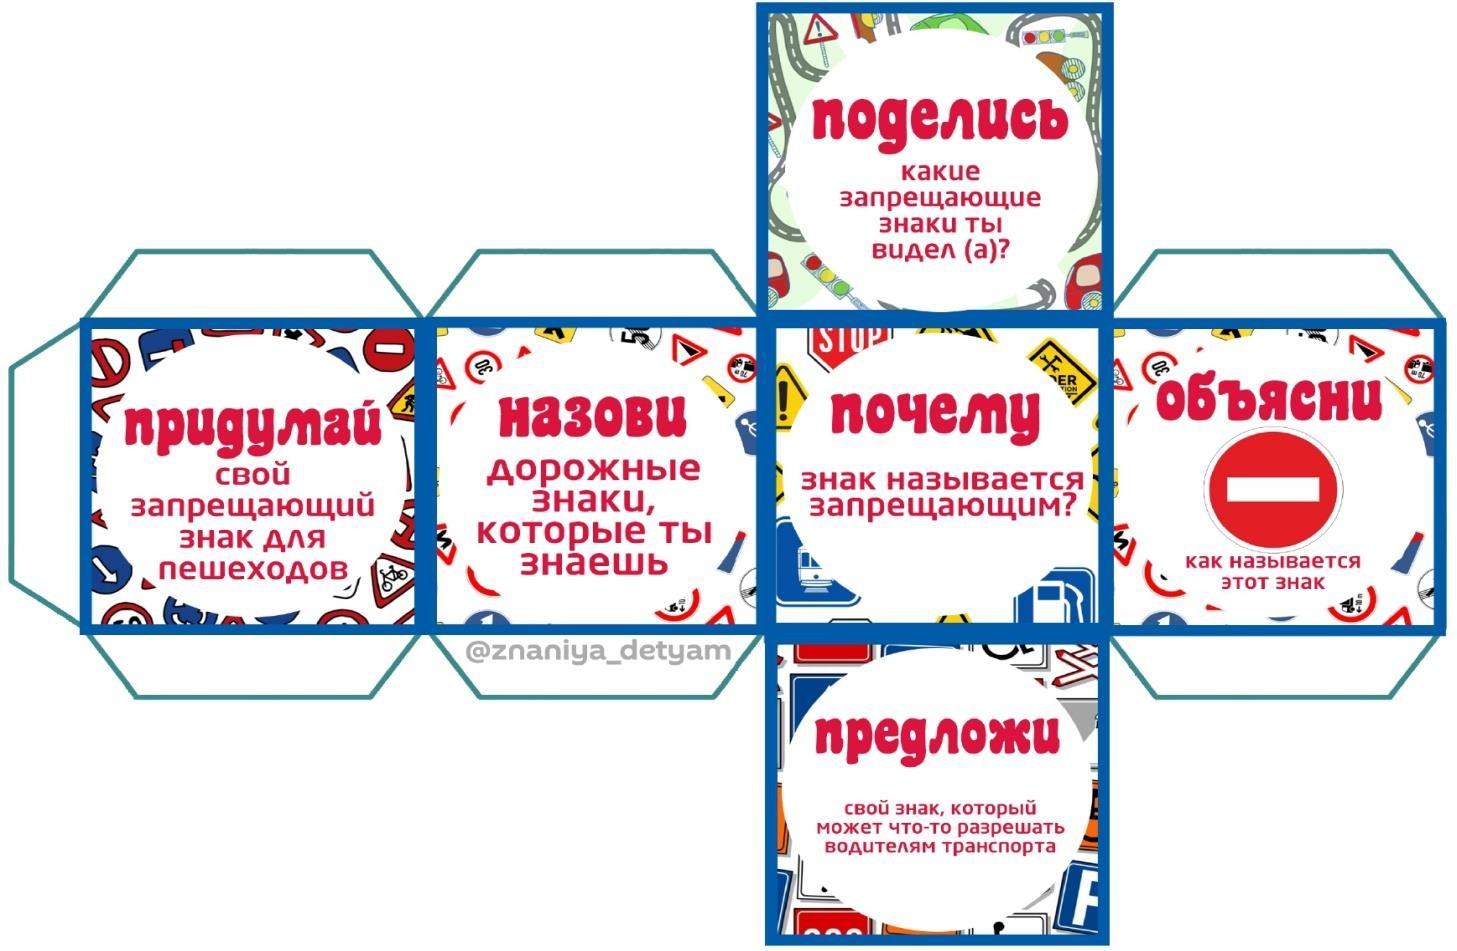 поделись
какие
запрещающие
знаки ты
видел (а)?
придумай
свой
запрещающий
знак для
пешеходов
назови
дорожные
знаки,
которые ты
знаешь
STOP
почему
знак называется
запрещающим?
объясни
как называется
этот знак
@znaniya_detyam
предложи
свой знак, который
может что-то разрешать
водителям транспорта